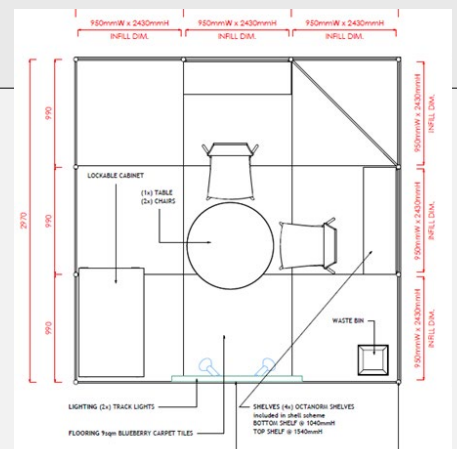 950mmW x 2430mmH
950mmW x 2430mmH
950mmW x 2430mmH
INFILL DIM.
INFILL DIM.
INFILL DIM.
2970
990
990
990
950mmW x 2430mmH
INFILL DIM.
950mmW x 2430mmH
INFILL DIM.
950mmW x 2430mmH
INFILL DIM.
LOCKABLE CABINET
(1x) TABLE
(2x) CHAIRS
WASTE BIN
LIGHTING (2x) TRACK LIGHTS
FLOORING 9sqm BLUEBERRY CARPET TILES
SHELVES (4x) OCTANORM SHELVES
included in shell scheme
BOTTOM SHELF @ 1040mmH
TOP SHELF @ 1540mmH